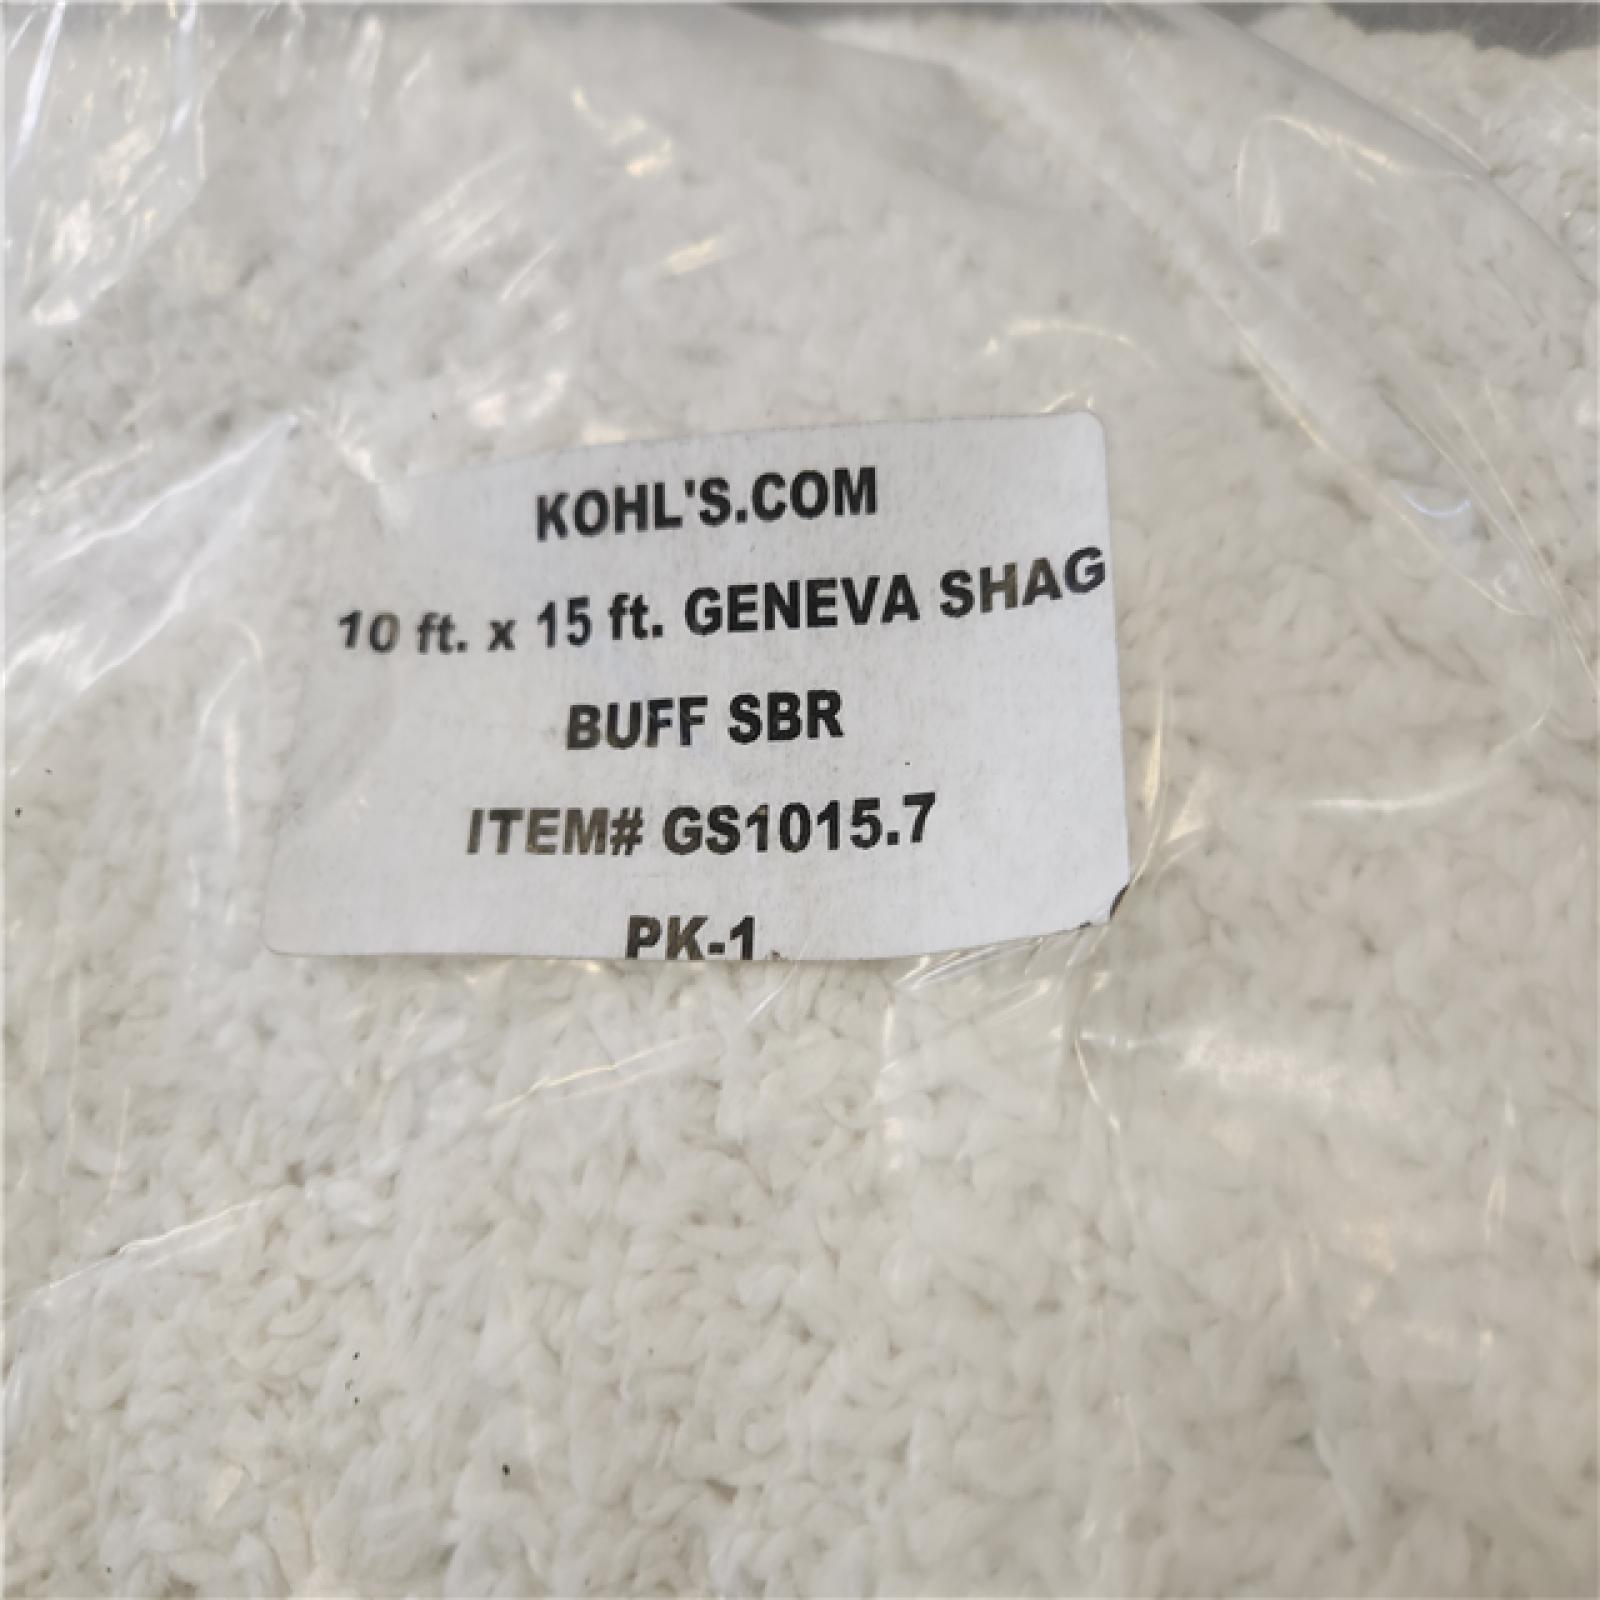 KOHL'S.COM
10 ft. x 15 ft. GENEVA SHAG
BUFF SBR
ITEM# GS1015.7
PK-1